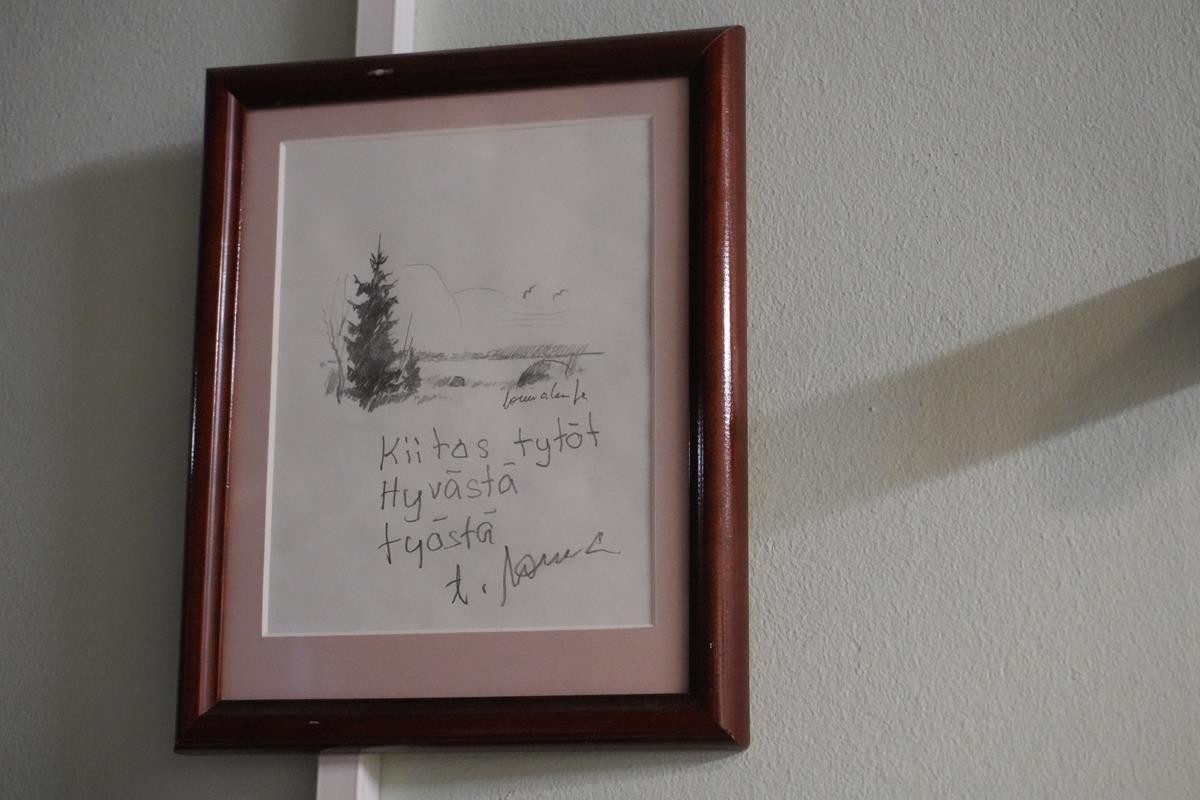 Kiitos tytöt
Hyvästä
työstä
t.